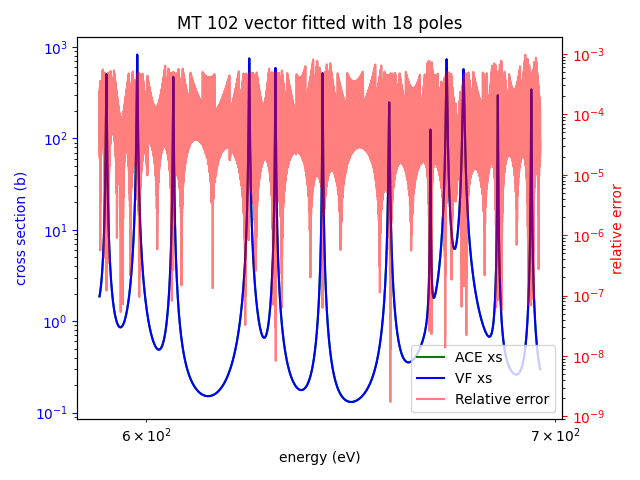 MT 102 vector fitted with 18 poles
10³
10²
10¹
10⁰
10⁻¹
cross section (b)
10⁻³
10⁻⁴
10⁻⁵
10⁻⁶
10⁻⁷
10⁻⁸
10⁻⁹
relative error
ACE xs
VF xs
Relative error
6 × 10²
7 × 10²
energy (eV)